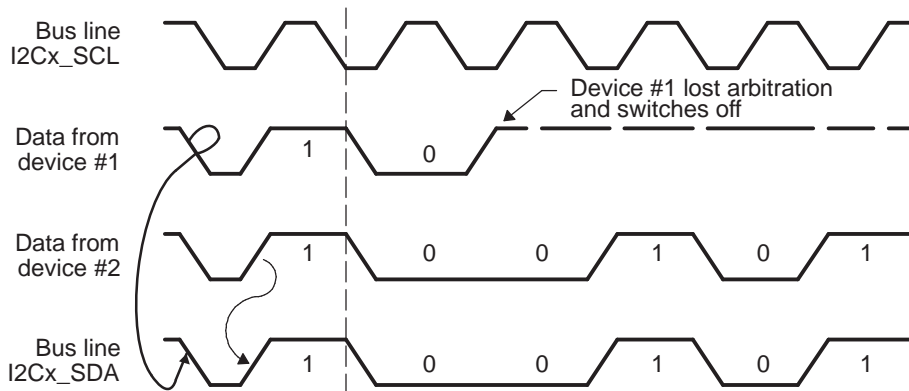 Bus line
I2Cx_SCL
Device #1 lost arbitration
and switches off
Data from
device #1
1 0
Data from
device #2
1 0 0 1 0 1
Bus line
I2Cx_SDA
1 0 0 1 0 1